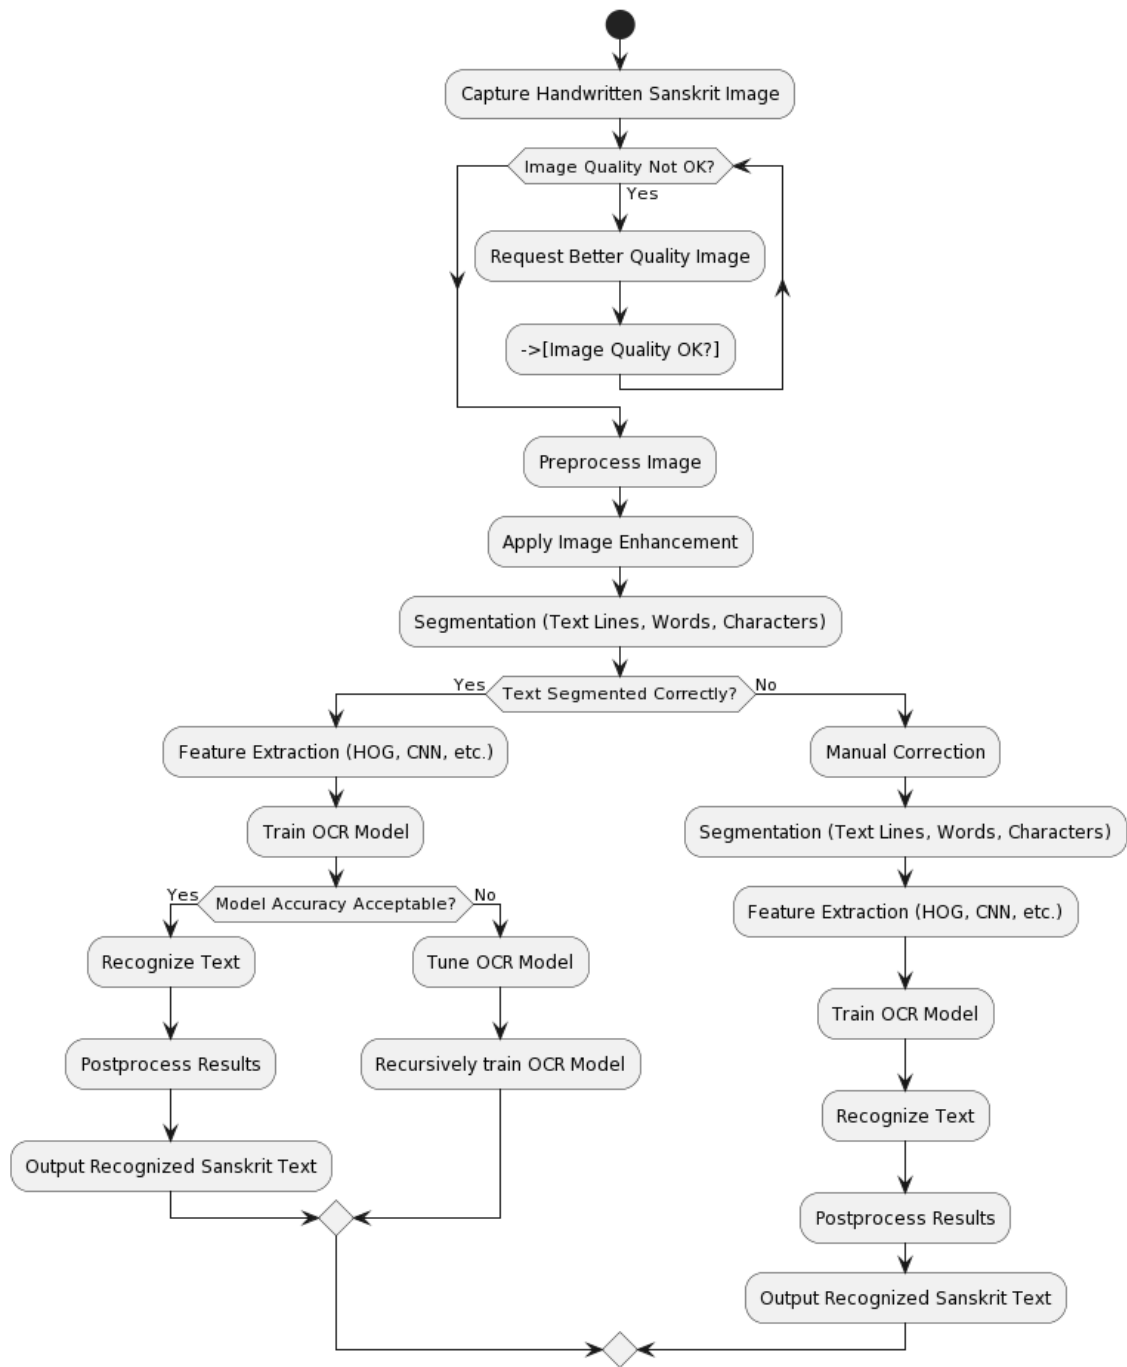 Capture Handwritten Sanskrit Image
Image Quality Not OK?
Yes
Request Better Quality Image
->[Image Quality OK?]
Preprocess Image
Apply Image Enhancement
Segmentation (Text Lines, Words, Characters)
Yes
Text Segmented Correctly?
No
Feature Extraction (HOG, CNN, etc.)
Train OCR Model
Yes
Model Accuracy Acceptable?
No
Recognize Text
Postprocess Results
Output Recognized Sanskrit Text
Tune OCR Model
Recursively train OCR Model
Manual Correction
Segmentation (Text Lines, Words, Characters)
Feature Extraction (HOG, CNN, etc.)
Train OCR Model
Recognize Text
Postprocess Results
Output Recognized Sanskrit Text